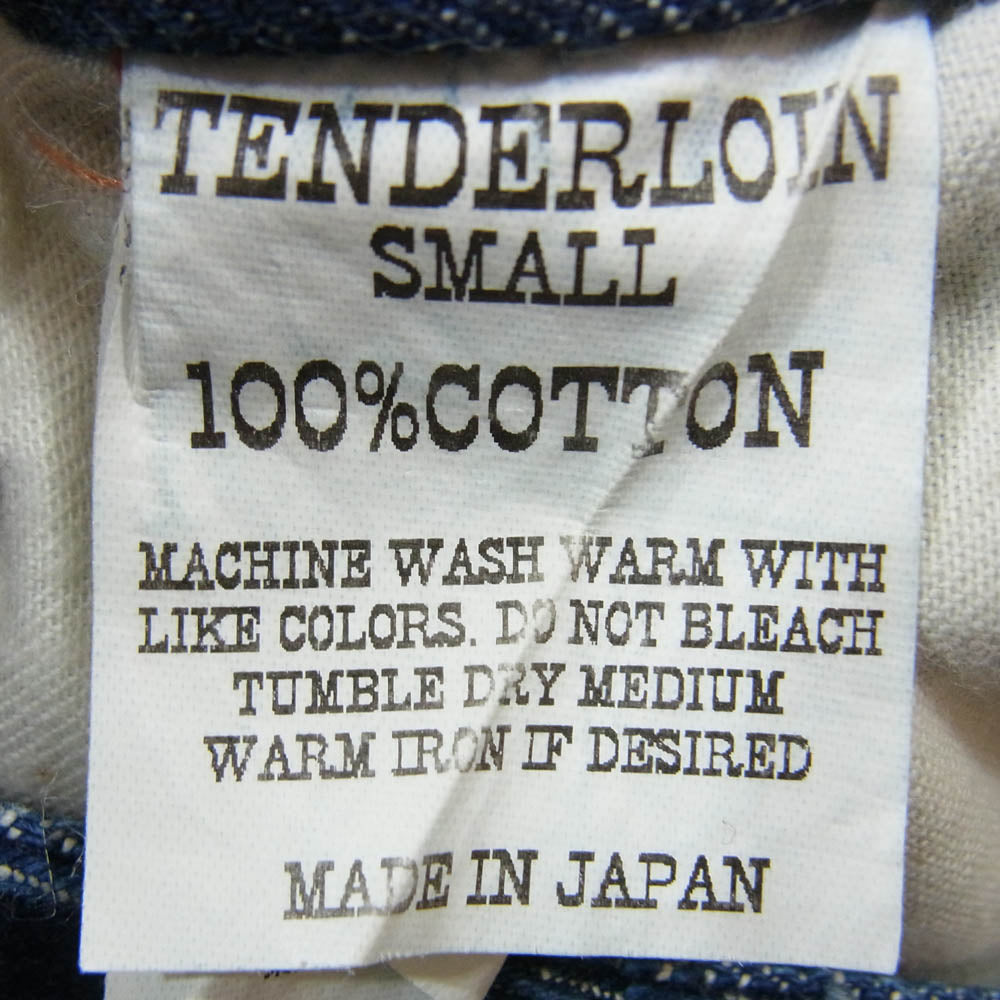 TENDERLOIN
SMALL
100%COTTON
MACHINE WASH WARM WITH
LIKE COLORS. DO NOT BLEACH
TUMBLE DRY MEDIUM
WARM IRON IF DESIRED
MADE IN JAPAN